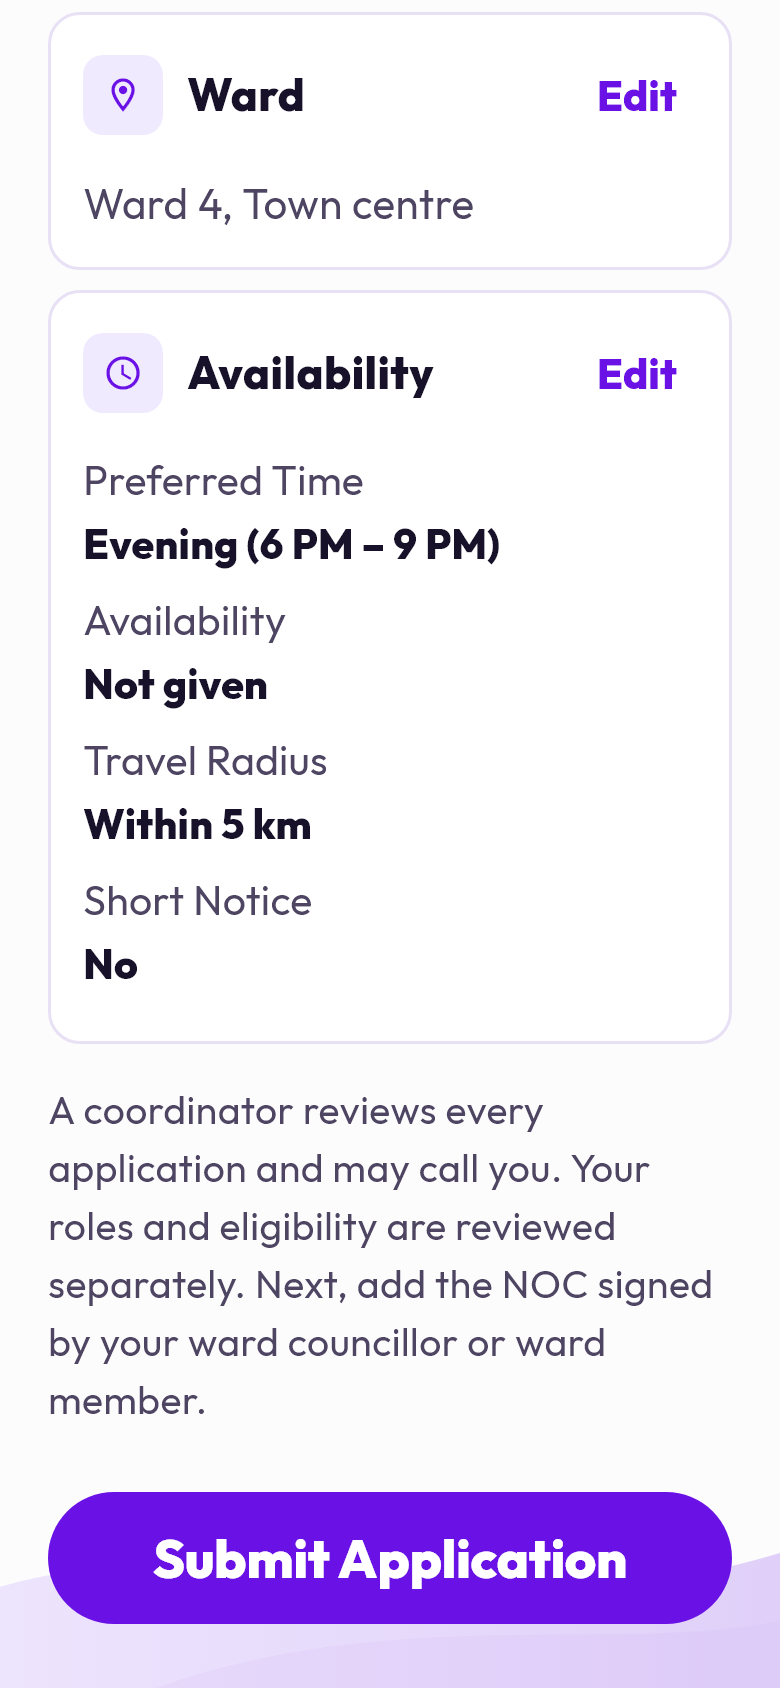 Ward
Edit
Ward 4, Town centre
Availability
Edit
Preferred Time
Evening (6 PM – 9 PM)
Availability
Not given
Travel Radius
Within 5 km
Short Notice
No
A coordinator reviews every
application and may call you. Your
roles and eligibility are reviewed
separately. Next, add the NOC signed
by your ward councillor or ward
member.
Submit Application